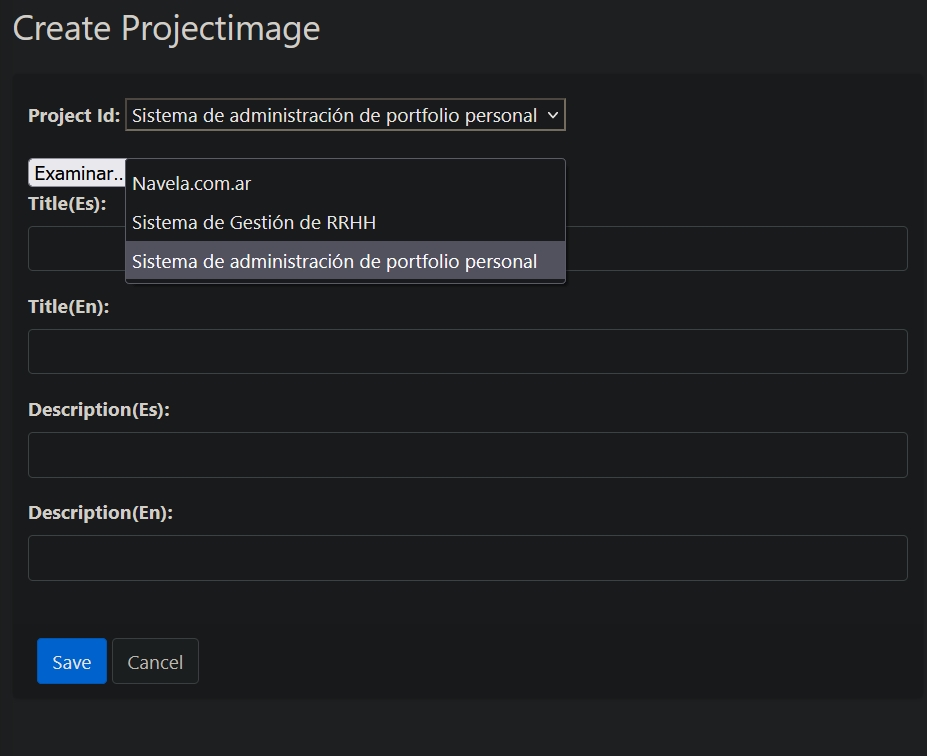 Create Projectimage
Project Id: Sistema de administración de portfolio personal
Examinar..
Navela.com.ar
Sistema de Gestión de RRHH
Sistema de administración de portfolio personal
Title(Es):
Title(En):
Description(Es):
Description(En):
Save Cancel